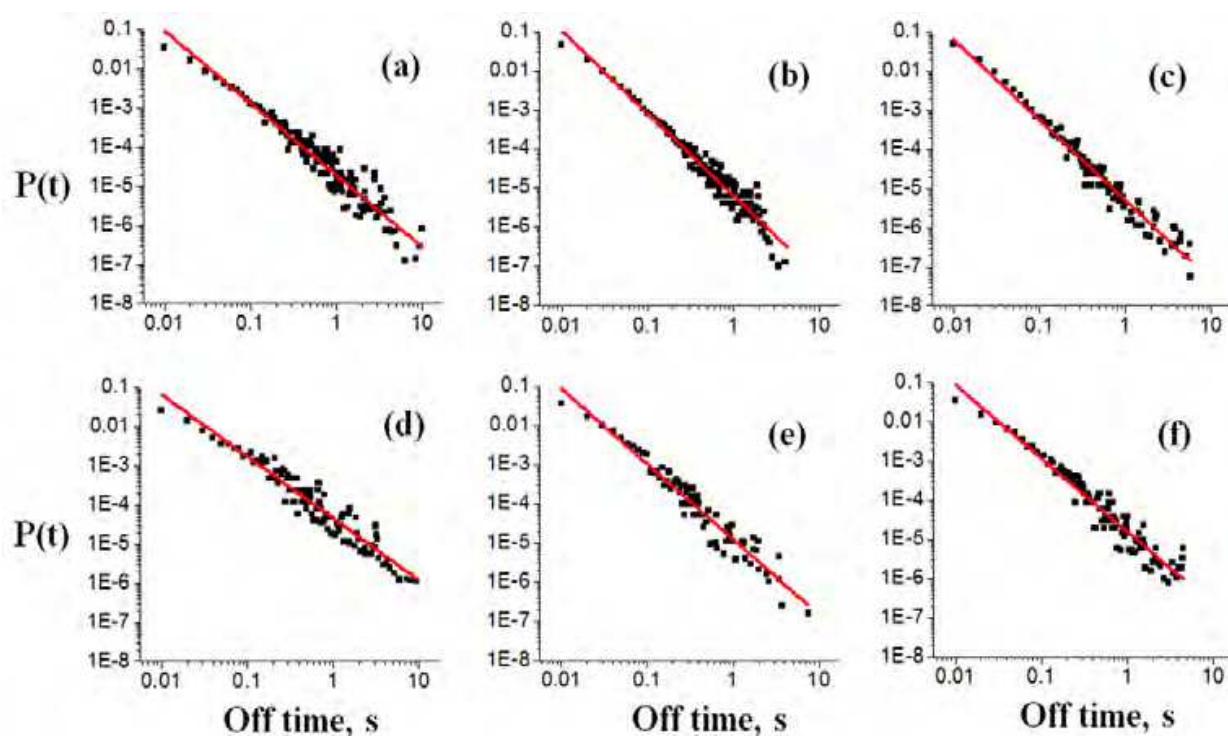 0.1 0.1 0.1
(a) (b) (c)
0.01 0.01 0.01
1E-3 1E-3 1E-3
1E-4 1E-4 1E-4
P(t)
1E-5 1E-5 1E-5
1E-6 1E-6 1E-6
1E-7 1E-7 1E-7
1E-8 1E-8 1E-8
0.01 0.1 1 10 0.01 0.1 1 10 0.01 0.1 1 10
0.1 0.1 0.1
(d) (e) (f)
0.01 0.01 0.01
1E-3 1E-3 1E-3
1E-4 1E-4 1E-4
P(t)
1E-5 1E-5 1E-5
1E-6 1E-6 1E-6
1E-7 1E-7 1E-7
1E-8 1E-8 1E-8
0.01 0.1 1 10 0.01 0.1 1 10 0.01 0.1 1 10
Off time, s Off time, s Off time, s